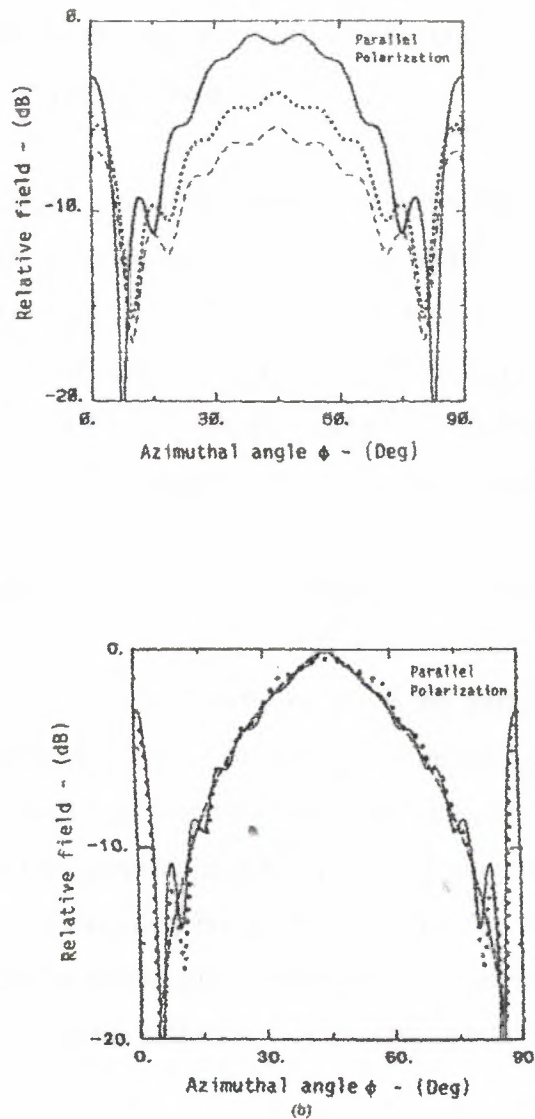 0.
Parallel
Polarization
Relative field - (dB)
-10.
-20.
0. 30. 60. 90.
Azimuthal angle ϕ - (Deg)
0.
Parallel
Polarization
Relative field - (dB)
-10.
-20.
0. 30. 60. 90
Azimuthal angle ϕ - (Deg)
(b)